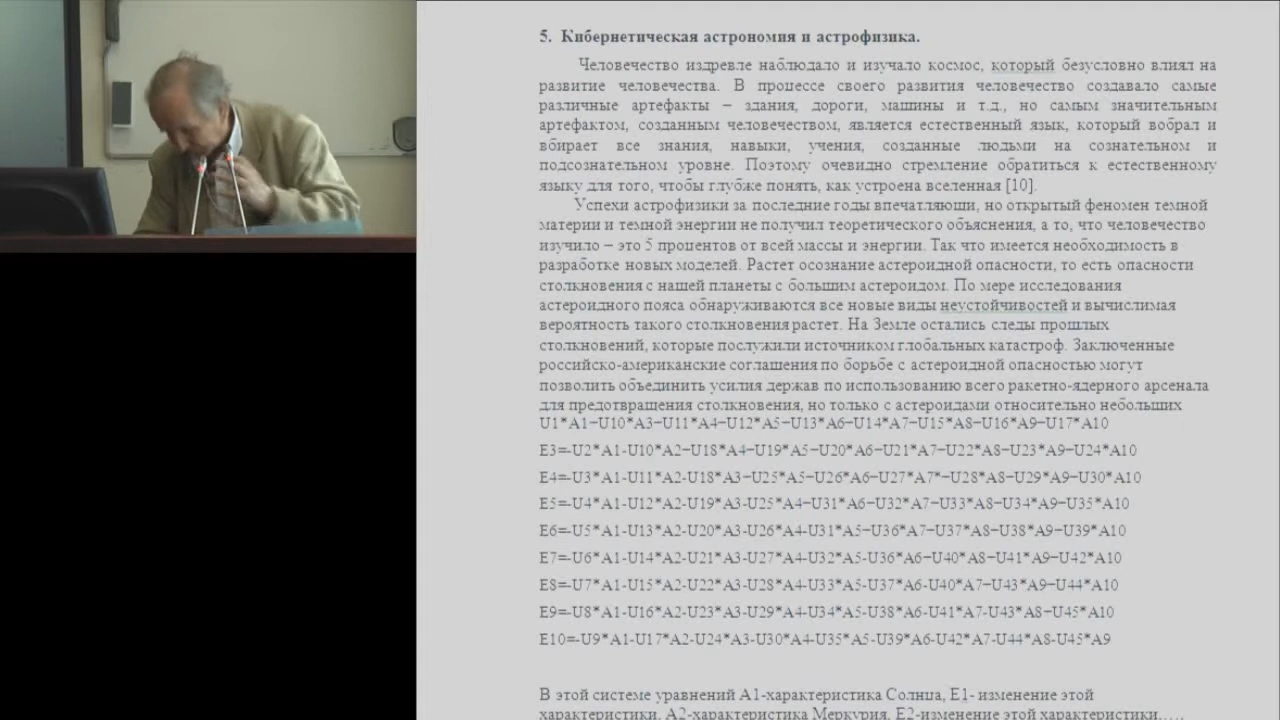 5. Кибернетическая астрономия и астрофизика.
Человечество издревле наблюдало и изучало космос, который безусловно влиял на
развитие человечества. В процессе своего развития человечество создавало самые
различные артефакты – здания, дороги, машины и т.д., но самым значительным
артефактом, созданным человечеством, является естественный язык, который вобрал и
вбирает все знания, навыки, учения, созданные людьми на сознательном и
подсознательном уровне. Поэтому очевидно стремление обратиться к естественному
языку для того, чтобы глубже понять, как устроена вселенная [10].
Успехи астрофизики за последние годы впечатляющи, но открытый феномен темной
материи и темной энергии не получил теоретического объяснения, а то, что человечество
изучило – это 5 процентов от всей массы и энергии. Так что имеется необходимость в
разработке новых моделей. Растет осознание астероидной опасности, то есть опасности
столкновения с нашей планеты с большим астероидом. По мере исследования
астероидного пояса обнаруживаются все новые виды неустойчивостей и вычислимая
вероятность такого столкновения растет. На Земле остались следы прошлых
столкновений, которые послужили источником глобальных катастроф. Заключенные
российско-американские соглашения по борьбе с астероидной опасностью могут
позволить объединить усилия держав по использованию всего ракетно-ядерного арсенала
для предотвращения столкновения, но только с астероидами относительно небольших
U1*A1+U10*A3+U11*A4+U12*A5+U13*A6+U14*A7+U15*A8+U16*A9+U17*A10
E3=-U2*A1-U10*A2+U18*A4+U19*A5+U20*A6+U21*A7+U22*A8+U23*A9+U24*A10
E4=-U3*A1-U11*A2-U18*A3+U25*A5+U26*A6+U27*A7*+U28*A8+U29*A9+U30*A10
E5=-U4*A1-U12*A2-U19*A3-U25*A4+U31*A6+U32*A7+U33*A8+U34*A9+U35*A10
E6=-U5*A1-U13*A2-U20*A3-U26*A4-U31*A5+U36*A7+U37*A8+U38*A9+U39*A10
E7=-U6*A1-U14*A2-U21*A3-U27*A4-U32*A5-U36*A6+U40*A8+U41*A9+U42*A10
E8=-U7*A1-U15*A2-U22*A3-U28*A4-U33*A5-U37*A6-U40*A7+U43*A9+U44*A10
E9=-U8*A1-U16*A2-U23*A3-U29*A4-U34*A5-U38*A6-U41*A7-U43*A8+U45*A10
E10=-U9*A1-U17*A2-U24*A3-U30*A4-U35*A5-U39*A6-U42*A7-U44*A8-U45*A9
В этой системе уравнений А1-характеристика Солнца, Е1- изменение этой
характеристики, А2-характеристика Меркурия, Е2-изменение этой характеристики,….